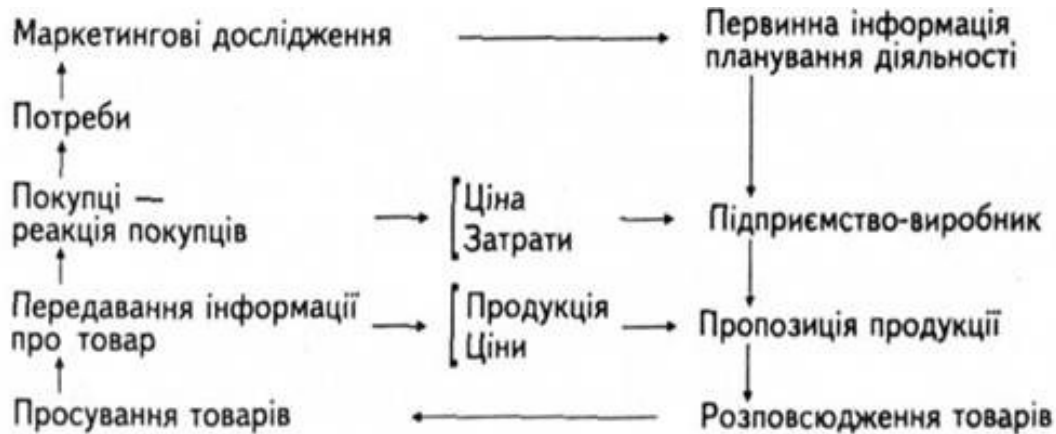 Маркетингові дослідження
Первинна інформація
планування діяльності
Потреби
Покупці —
реакція покупців
Ціна
Затрати
Підприємство-виробник
Передавання інформації
про товар
Продукція
Ціни
Пропозиція продукції
Просування товарів
Розповсюдження товарів